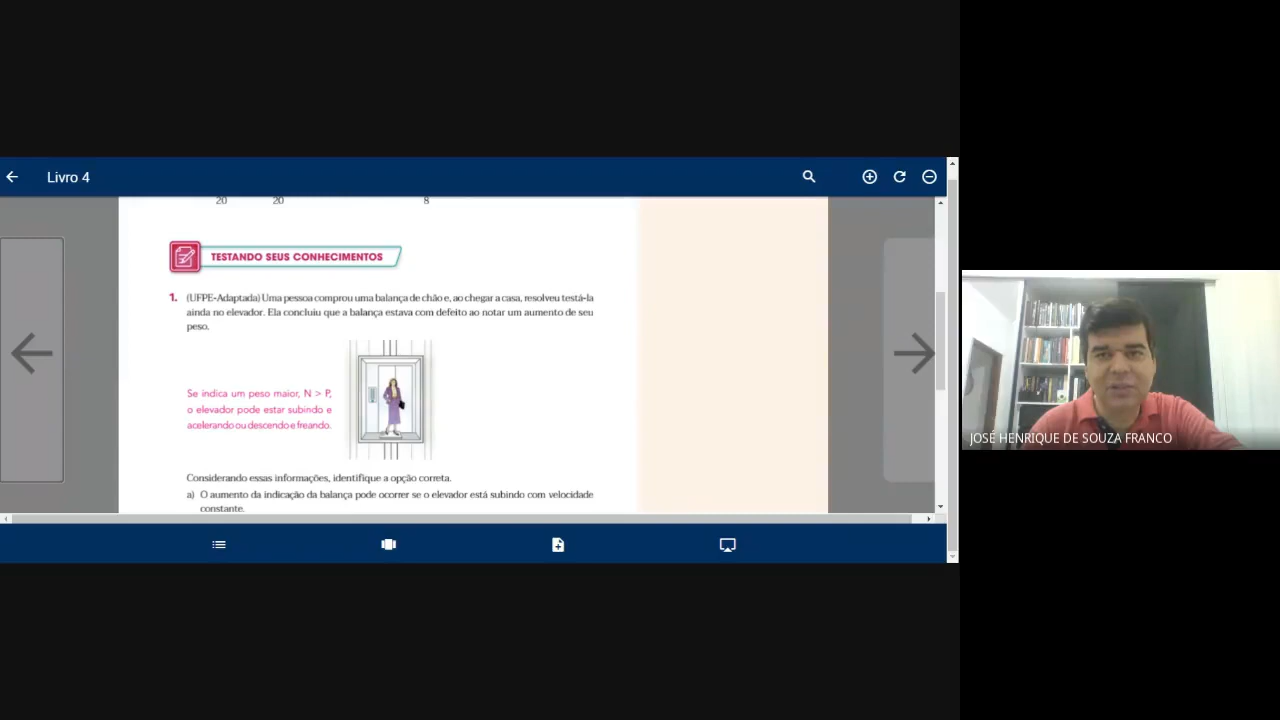 Livro 4
20 20 8
TESTANDO SEUS CONHECIMENTOS
1. (UFPE-Adaptada) Uma pessoa comprou uma balança de chão e, ao chegar a casa, resolveu testá-la
ainda no elevador. Ela concluiu que a balança estava com defeito ao notar um aumento de seu
peso.
Se indica um peso maior, N > P,
o elevador pode estar subindo e
acelerando ou descendo e freando.
Considerando essas informações, identifique a opção correta.
a) O aumento da indicação da balança pode ocorrer se o elevador está subindo com velocidade
constante.
JOSÉ HENRIQUE DE SOUZA FRANCO